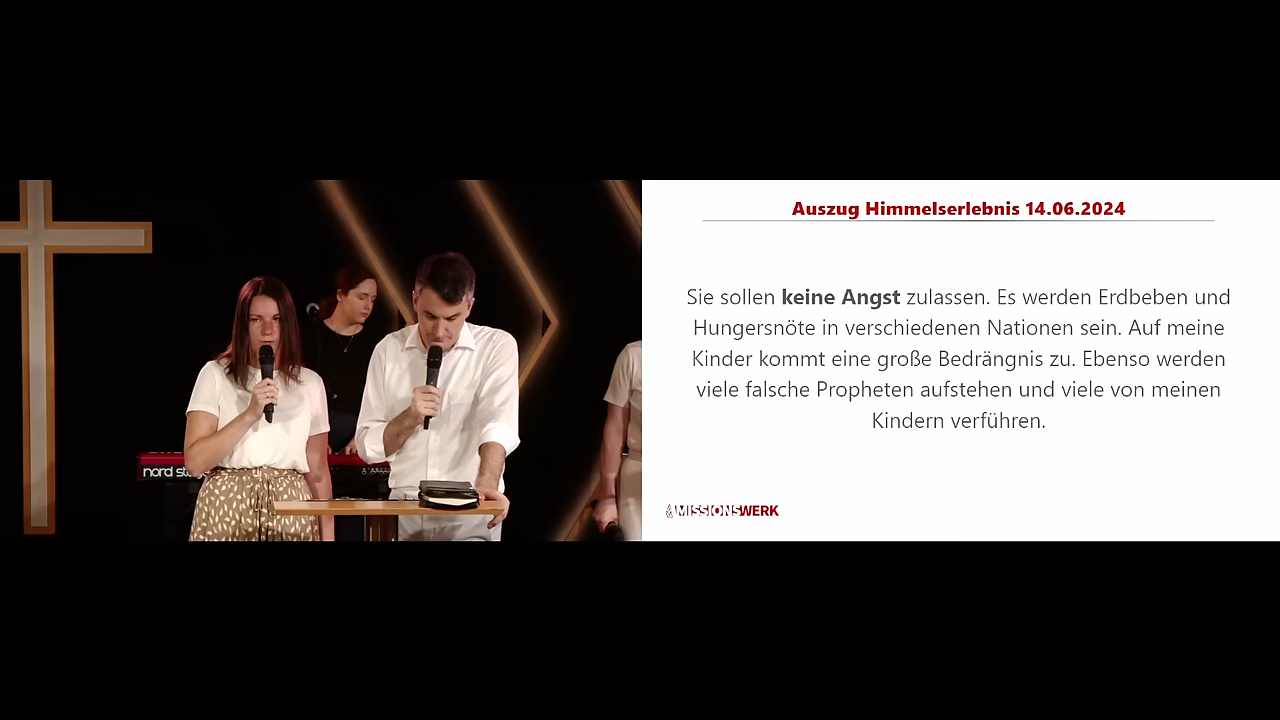 Auszug Himmelserlebnis 14.06.2024
Sie sollen keine Angst zulassen. Es werden Erdbeben und
Hungersnöte in verschiedenen Nationen sein. Auf meine
Kinder kommt eine große Bedrängnis zu. Ebenso werden
viele falsche Propheten aufstehen und viele von meinen
Kindern verführen.
nord
MISSIONSWERK